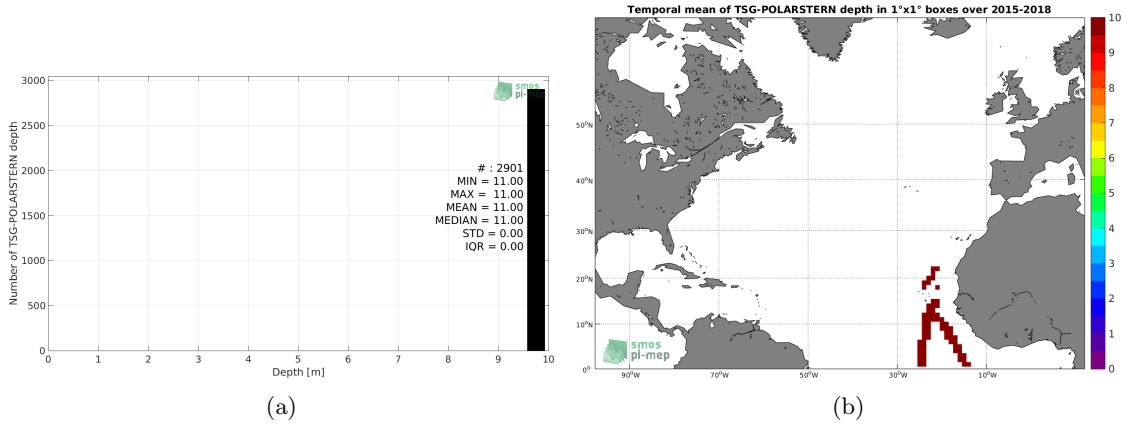 3000
2500
2000
1500
1000
500
0
Number of TSG-POLARSTERN depth
smos
pi-mep
# : 2901
MIN = 11.00
MAX = 11.00
MEAN = 11.00
MEDIAN = 11.00
STD = 0.00
IQR = 0.00
0 1 2 3 4 5 6 7 8 9 10
Depth [m]
(a)
Temporal mean of TSG-POLARSTERN depth in 1°x1° boxes over 2015-2018
50°N
40°N
30°N
20°N
10°N
0°
90°W 70°W 50°W 30°W 10°W
smos
pi-mep
10
9
8
7
6
5
4
3
2
1
0
(b)